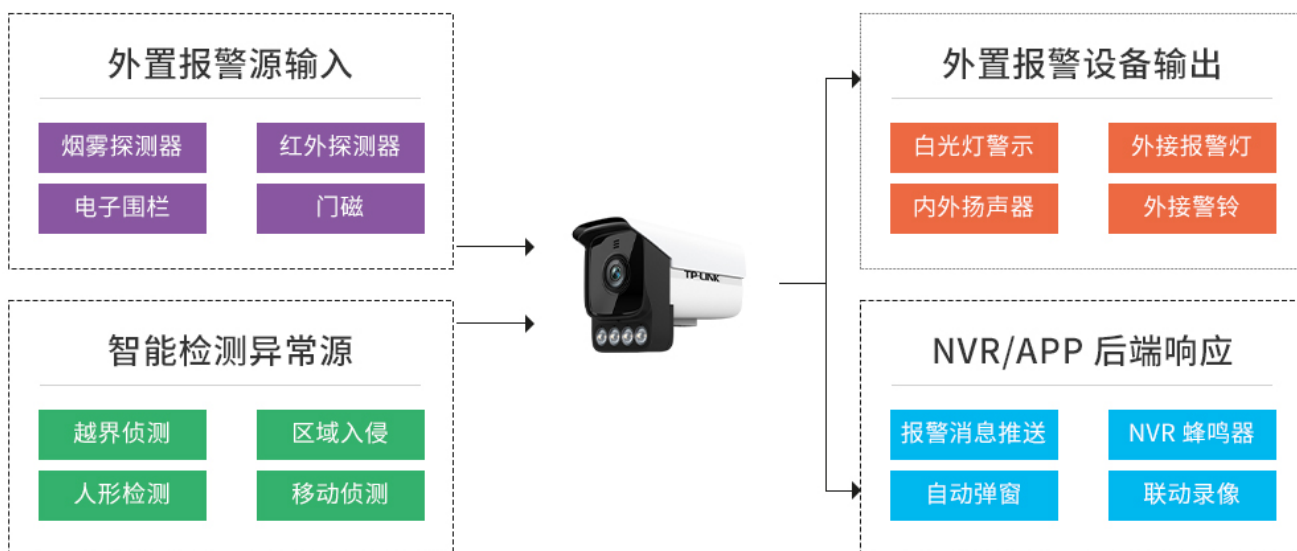 外置报警源输入
烟雾探测器 红外探测器
电子围栏 门磁
智能检测异常源
越界侦测 区域入侵
人形检测 移动侦测
TP-LINK
外置报警设备输出
白光灯警示 外接报警灯
内外扬声器 外接警铃
NVR/APP 后端响应
报警消息推送 NVR 蜂鸣器
自动弹窗 联动录像